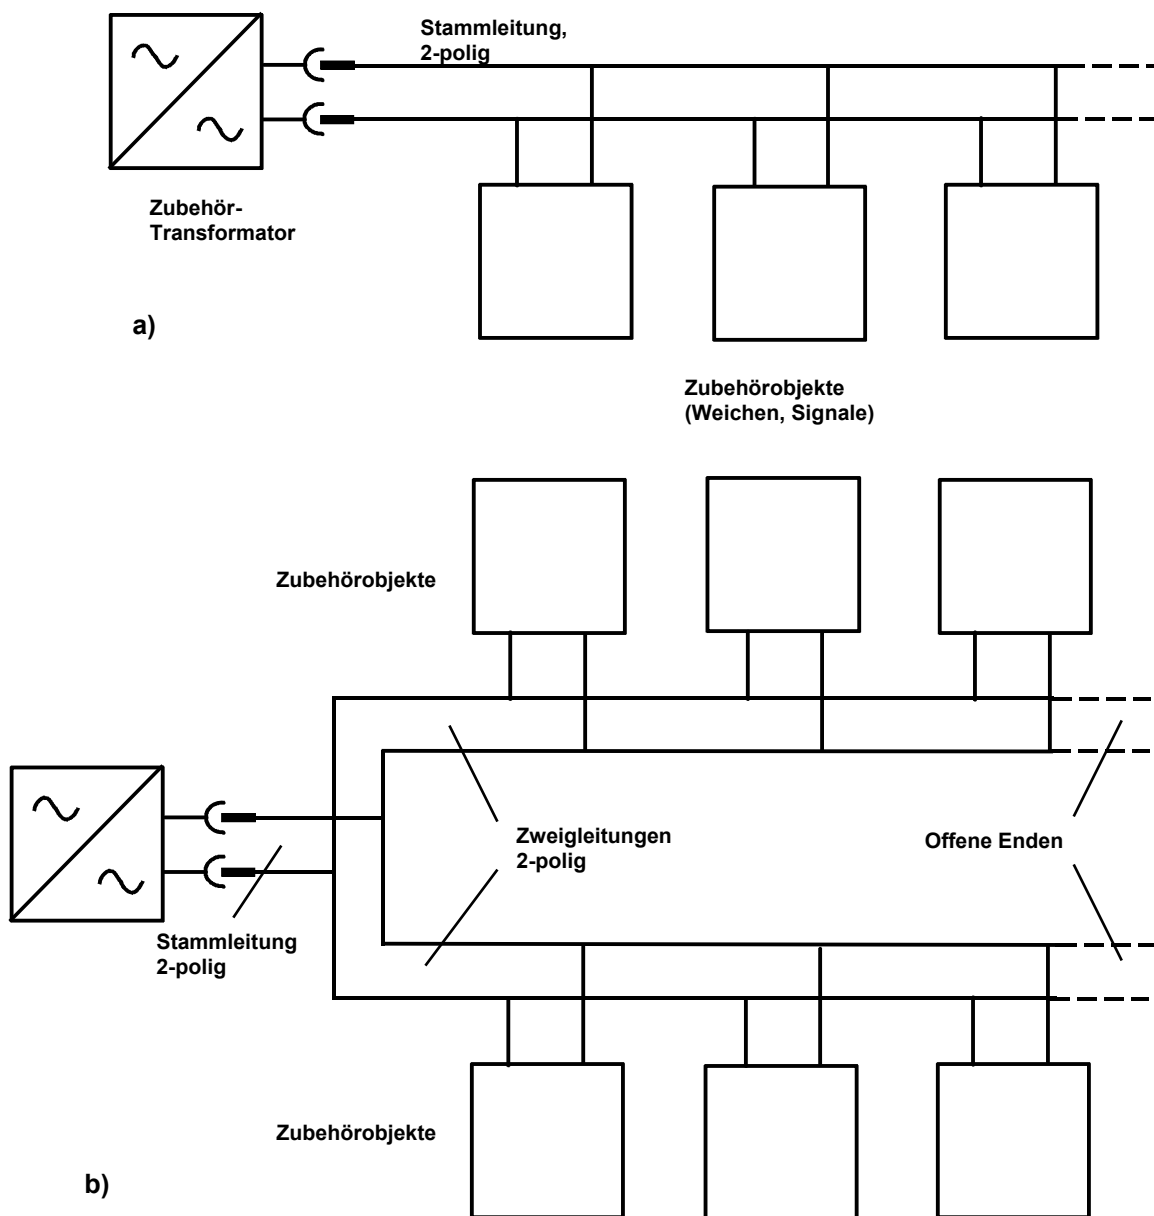 Stammleitung,
2-polig
Zubehör-
Transformator
a)
Zubehörobjekte
(Weichen, Signale)
Zubehörobjekte
Zweigleitungen
2-polig
Offene Enden
Stammleitung
2-polig
Zubehörobjekte
b)